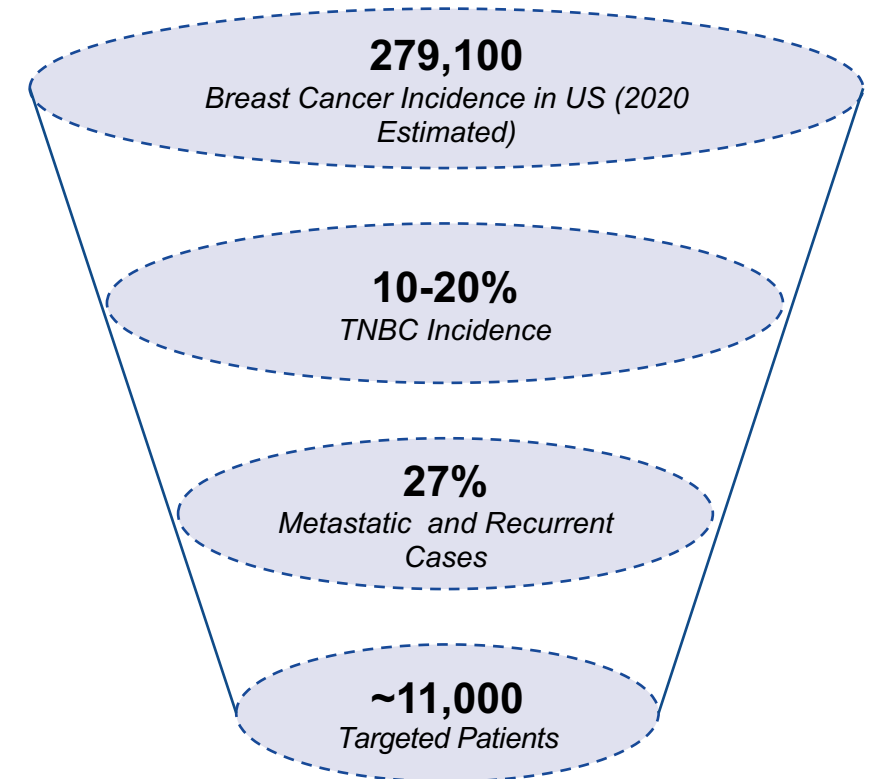 279,100
Breast Cancer Incidence in US (2020
Estimated)
10-20%
TNBC Incidence
27%
Metastatic  and Recurrent
Cases
~11,000
Targeted Patients